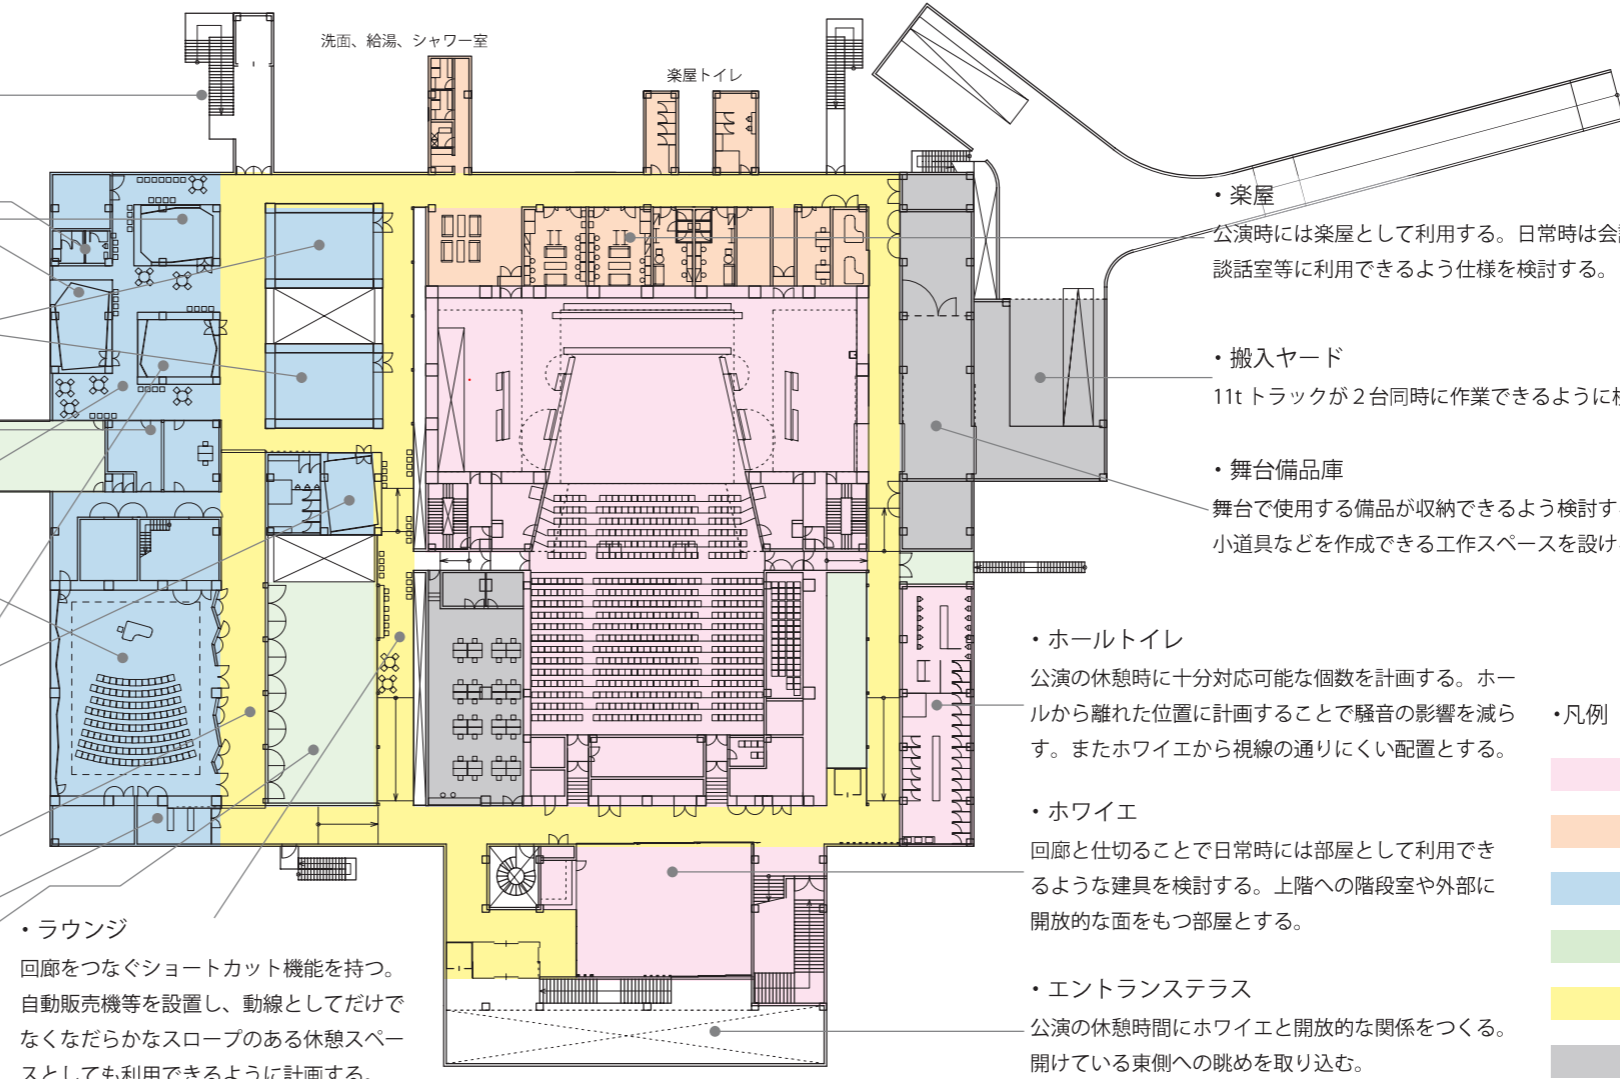 洗面、給湯、シャワー室
楽屋トイレ
・楽屋
公演時には楽屋として利用する。日常時は会
談話室等に利用できるよう仕様を検討する。
・搬入ヤード
11t トラックが２台同時に作業できるように
・舞台備品庫
舞台で使用する備品が収納できるよう検討す
小道具などを作成できる工作スペースを設け
・ホールトイレ
公演の休憩時に十分対応可能な個数を計画する。ホー
ルから離れた位置に計画することで騒音の影響を減ら
す。またホワイエから視線の通りにくい配置とする。
・凡例
・ホワイエ
回廊と仕切ることで日常時には部屋として利用でき
るような建具を検討する。上階への階段室や外部に
開放的な面をもつ部屋とする。
・ラウンジ
回廊をつなぐショートカット機能を持つ。
自動販売機等を設置し、動線としてだけで
なくなだらかなスロープのある休憩スペー
スとしても利用できるように計画する。
・エントランステラス
公演の休憩時間にホワイエと開放的な関係をつくる。
開けている東側への眺めを取り込む。